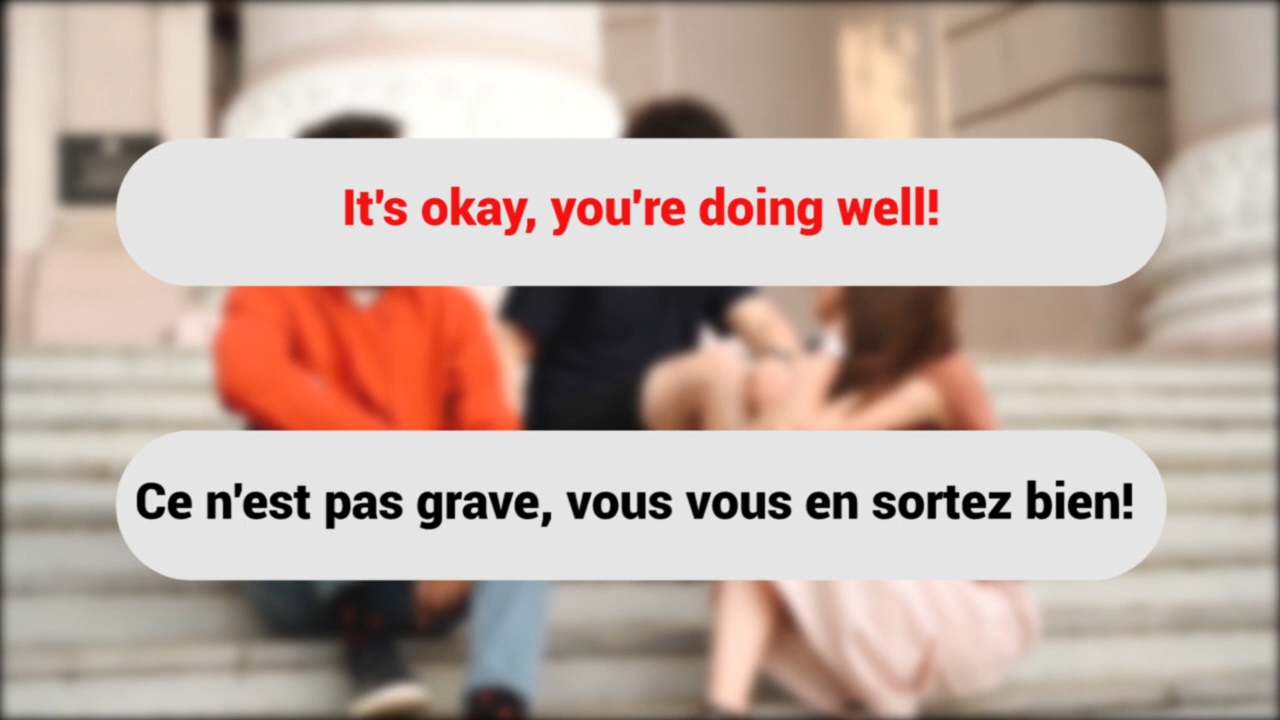 It's okay, you're doing well!
Ce n'est pas grave, vous vous en sortez bien!